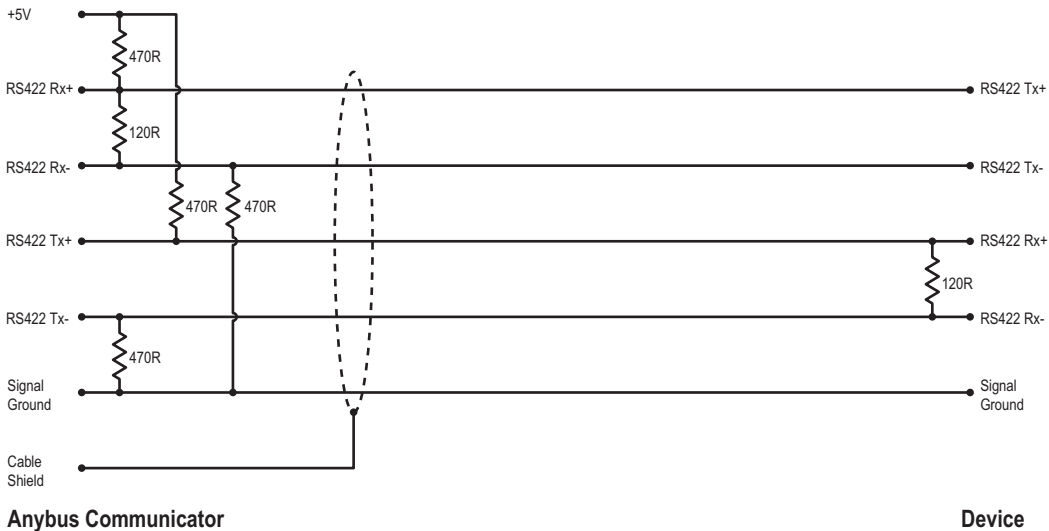 +5V
470R
RS422 Rx+
RS422 Tx+
120R
RS422 Rx-
RS422 Tx-
470R
470R
RS422 Tx+
RS422 Rx+
120R
RS422 Tx-
RS422 Rx-
470R
Signal
Ground
Signal
Ground
Cable
Shield
Anybus Communicator
Device